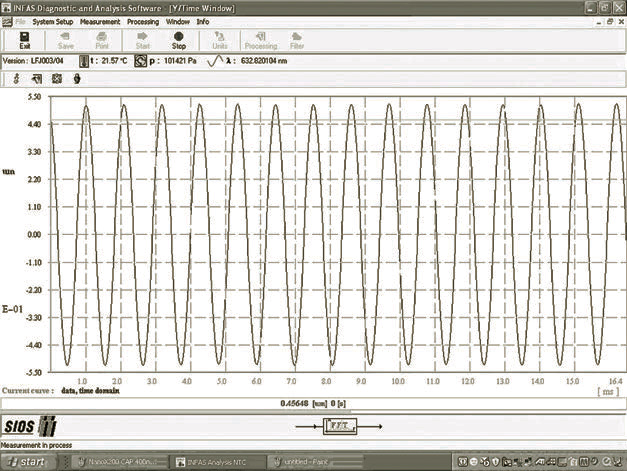 INFAS Diagnostic and Analysis Software - [Y/Time Window]
File System Setup Measurement Processing Window Info
Exit Save Print Start Stop Units Processing Filter
Version: LFJ003/04 t: 21.57 °C p: 101421 Pa λ: 632.820104 nm
5.50
4.40
3.30
um
2.20
1.10
0.00
-1.10
-2.20
E-01
-3.30
-4.40
-5.50
1.0 2.0 3.0 4.0 5.0 6.0 7.0 8.0 9.0 10.0 11.0 12.0 13.0 14.0 15.0 16.4
Current curve: data, time domain [ms]
0.45648 [um] 0 [s]
SIOS FFT
Measurement in process
start NanoX200 CAP 400n... INFAS Analysis NTC untitled - Paint